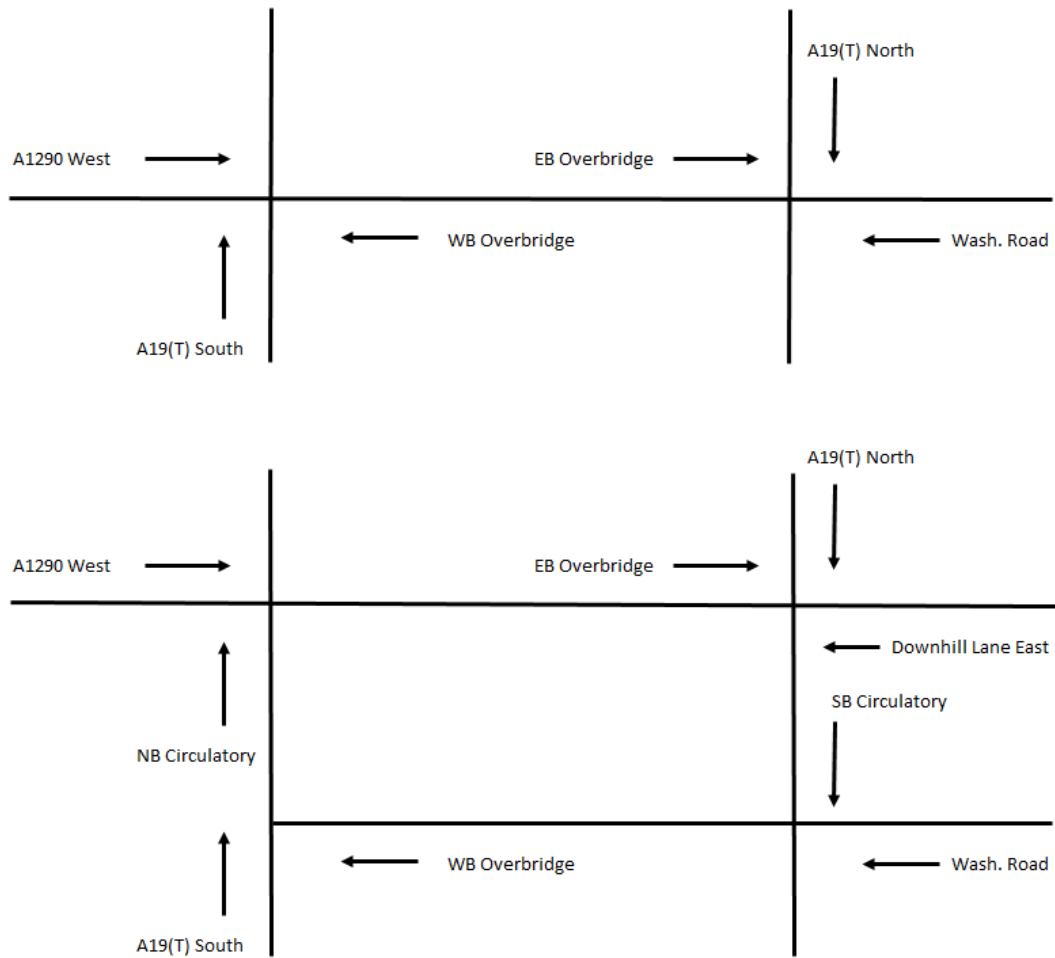 A19(T) North
A1290 West
EB Overbridge
WB Overbridge
Wash. Road
A19(T) South
A19(T) North
A1290 West
EB Overbridge
Downhill Lane East
SB Circulatory
NB Circulatory
WB Overbridge
Wash. Road
A19(T) South